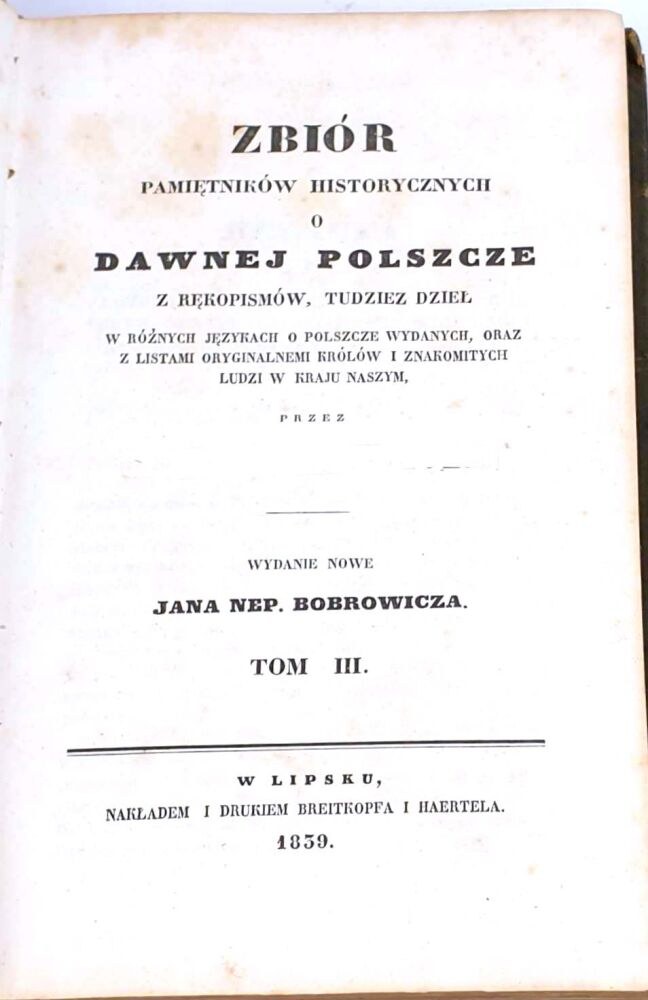 ZBIÓR
PAMIĘTNIKÓW HISTORYCZNYCH
O
DAWNEJ POLSZCZE
Z RĘKOPISMÓW, TUDZIEZ DZIEŁ
W RÓŻNYCH JĘZYKACH O POLSZCZE WYDANYCH, ORAZ
Z LISTAMI ORYGINALNEMI KRÓLÓW I ZNAKOMITYCH
LUDZI W KRAJU NASZYM,
PRZEZ
WYDANIE NOWE
JANA NEP. BOBROWICZA.
TOM III.
W LIPSKU,
NAKŁADEM I DRUKIEM BREITKOPFA I HAERTELA.
1839.